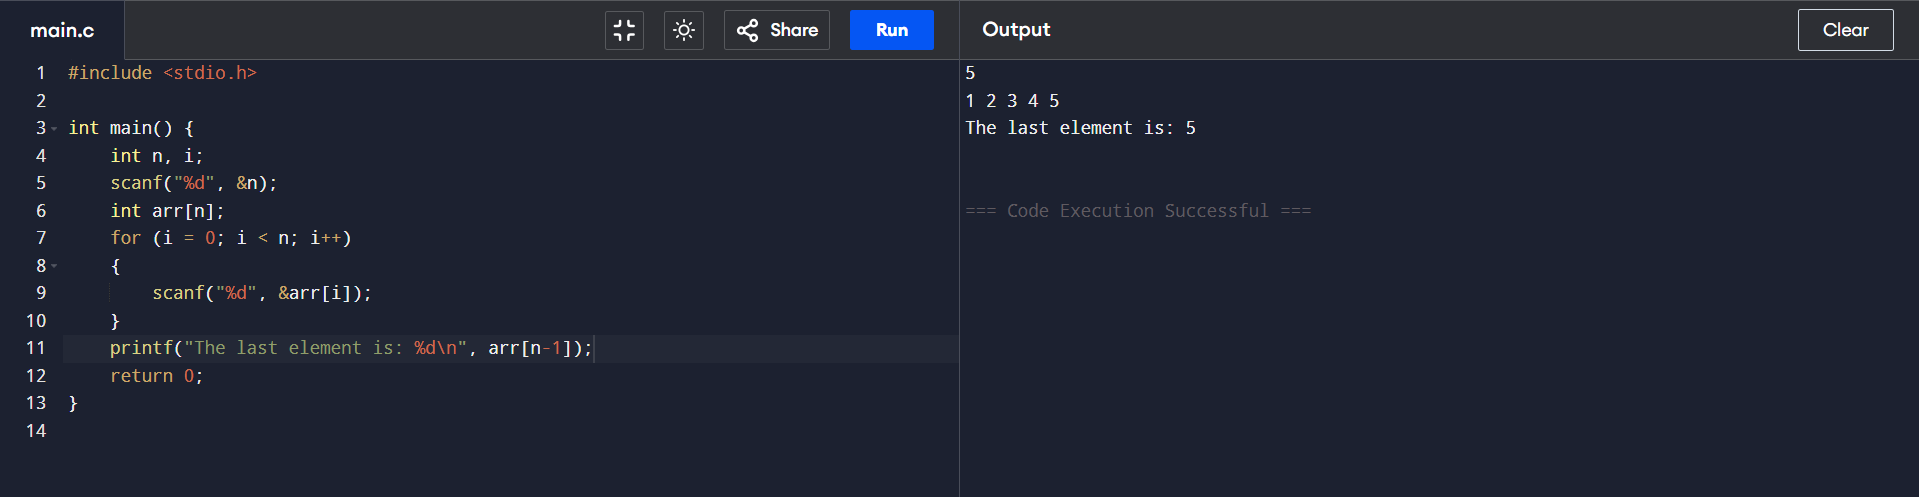 main.c Share Run Output Clear
1 #include <stdio.h>
2
3 int main() {
4     int n, i;
5     scanf("%d", &n);
6     int arr[n];
7     for (i = 0; i < n; i++)
8     {
9         scanf("%d", &arr[i]);
10     }
11     printf("The last element is: %d\n", arr[n-1]);
12     return 0;
13 }
14
5
1 2 3 4 5
The last element is: 5
=== Code Execution Successful ===